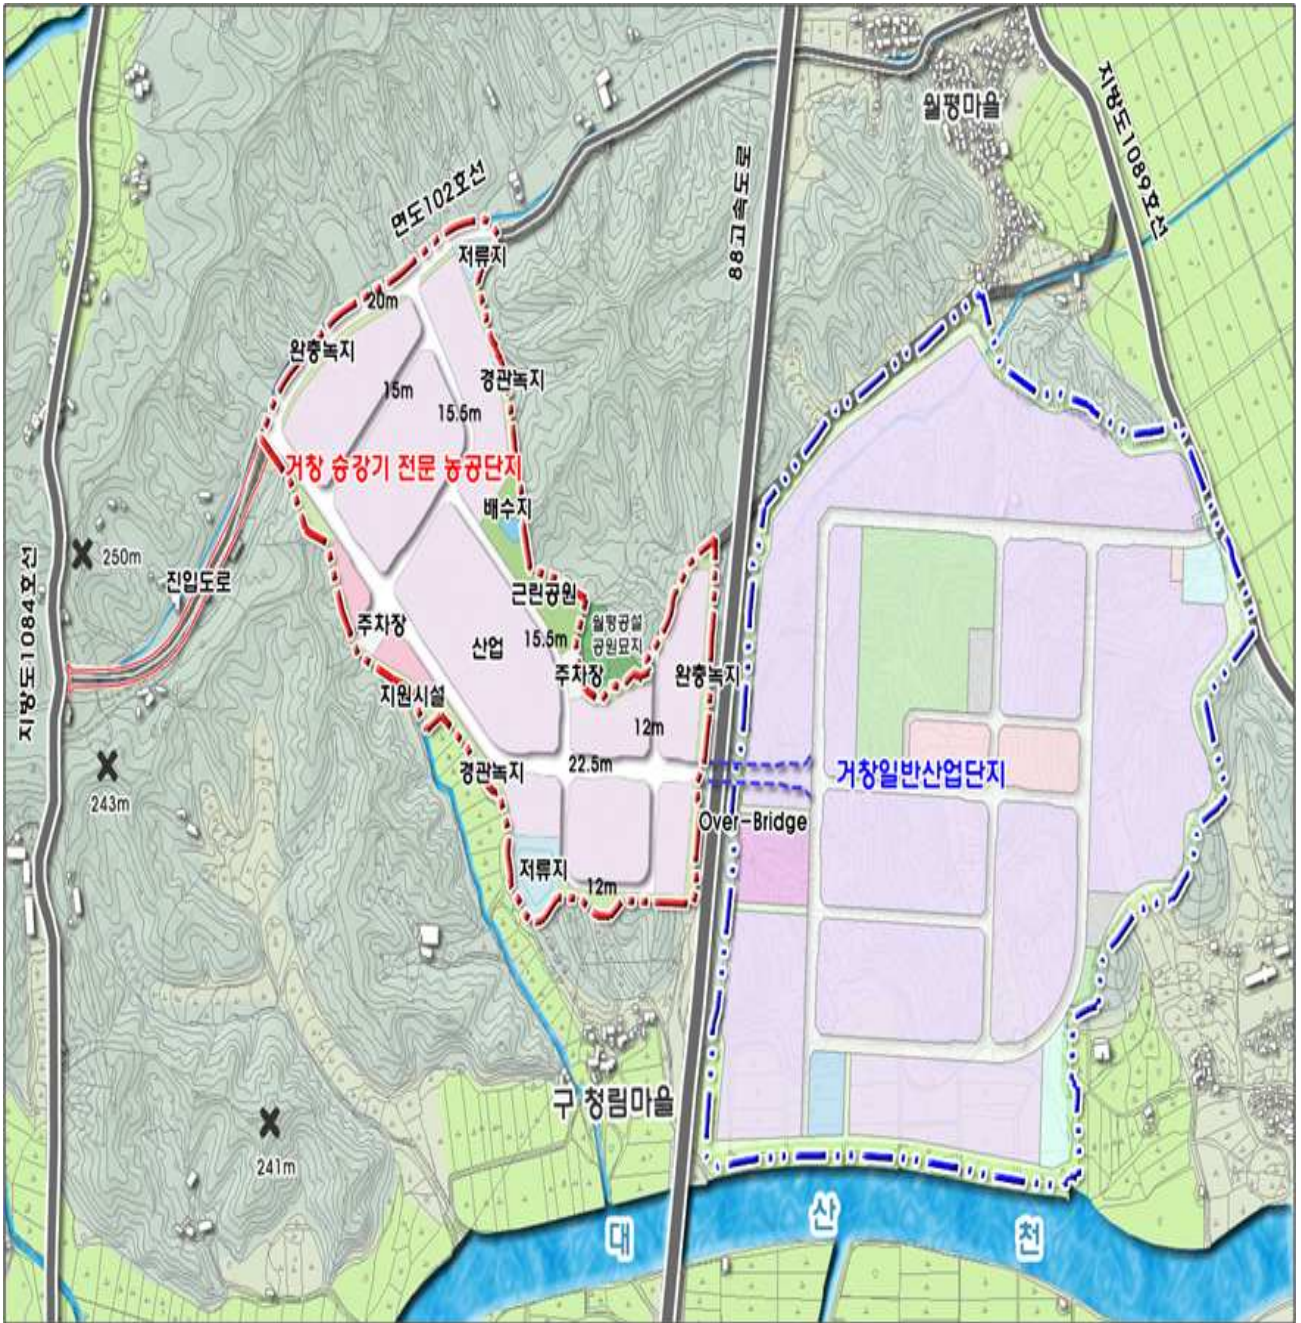 월평마을
지방도1089호선
88고속도로
면도102호선
저류지
20m
완충녹지
경관녹지
15m
15.5m
거창 승강기 전문 농공단지
배수지
지방도1084호선
250m
진입도로
근린공원
주차장
15.5m
월평공설
공원묘지
산업
주차장
완충녹지
지원시설
12m
경관녹지
22.5m
거창일반산업단지
243m
Over-Bridge
저류지
12m
구 청림마을
241m
대 산 천